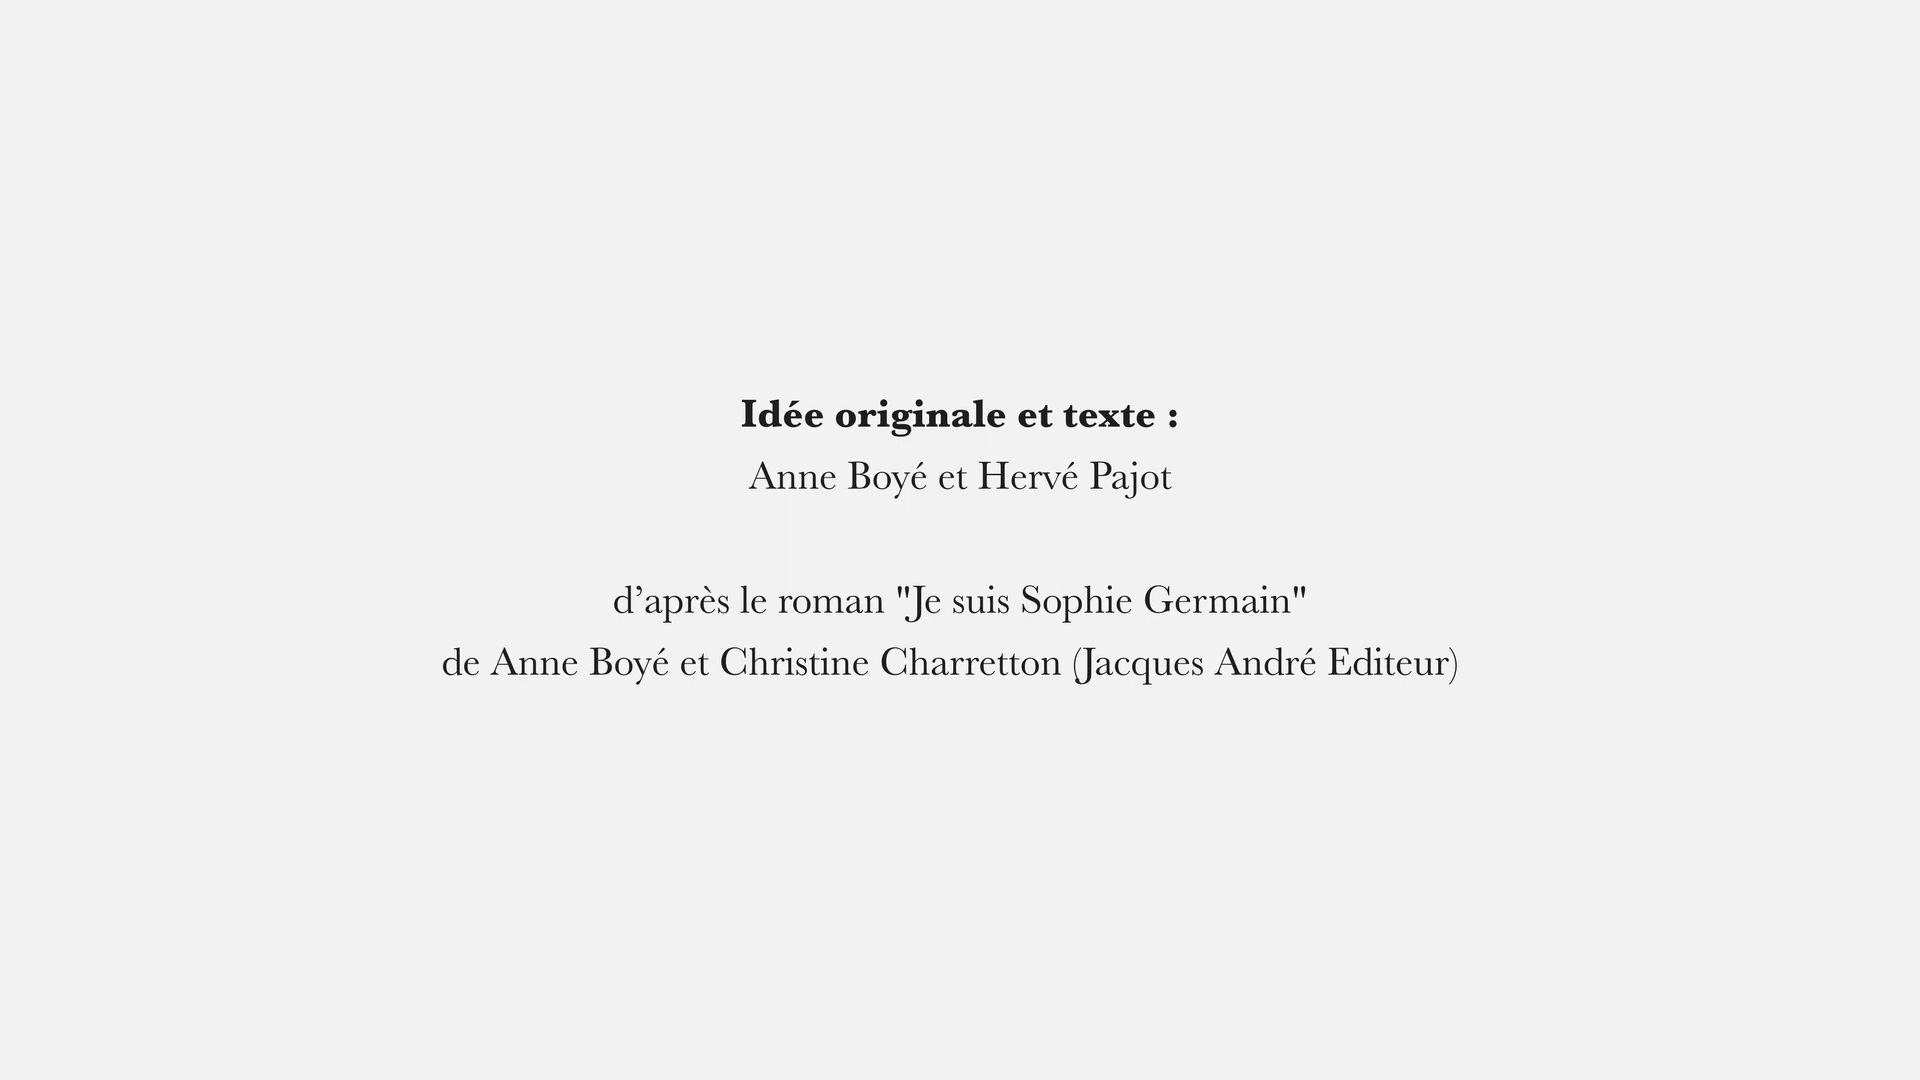 Idée originale et texte :
Anne Boyé et Hervé Pajot
d’après le roman "Je suis Sophie Germain"
de Anne Boyé et Christine Charretton (Jacques André Editeur)